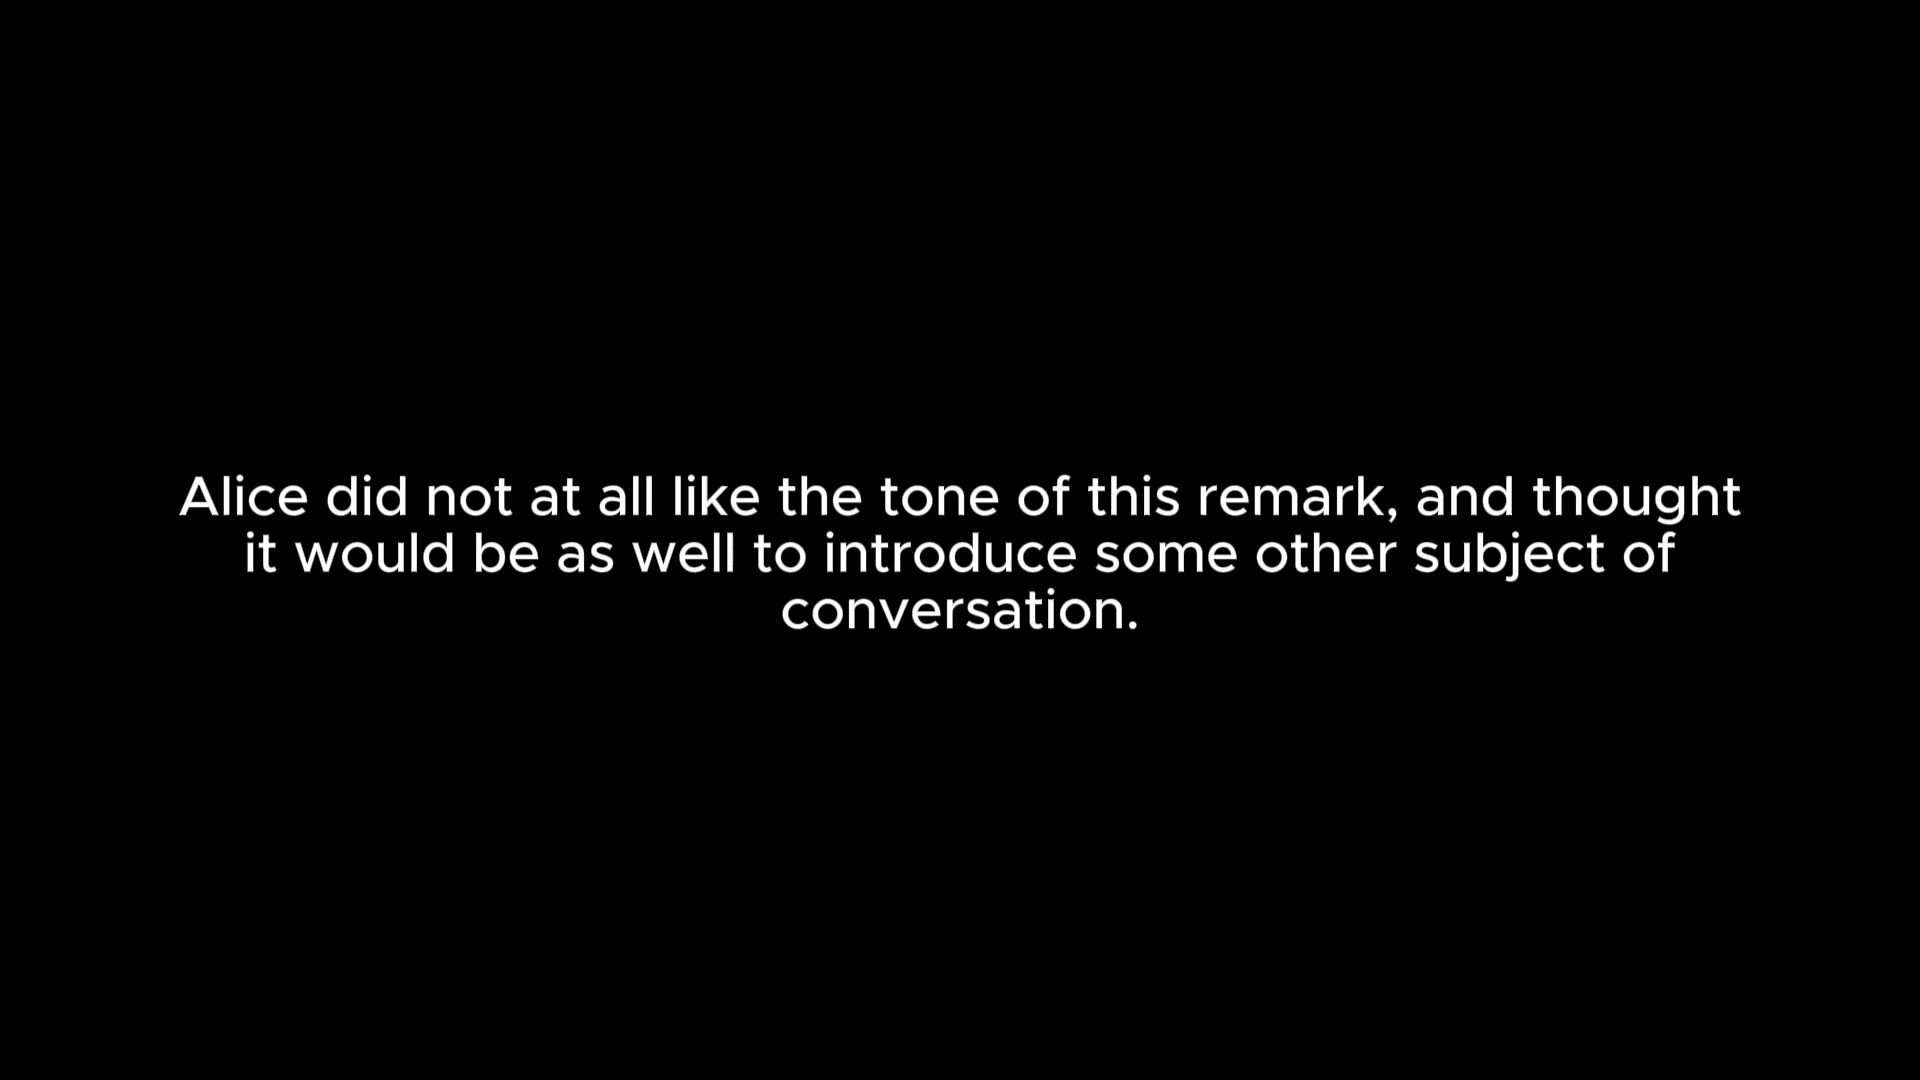 Alice did not at all like the tone of this remark, and thought
it would be as well to introduce some other subject of
conversation.